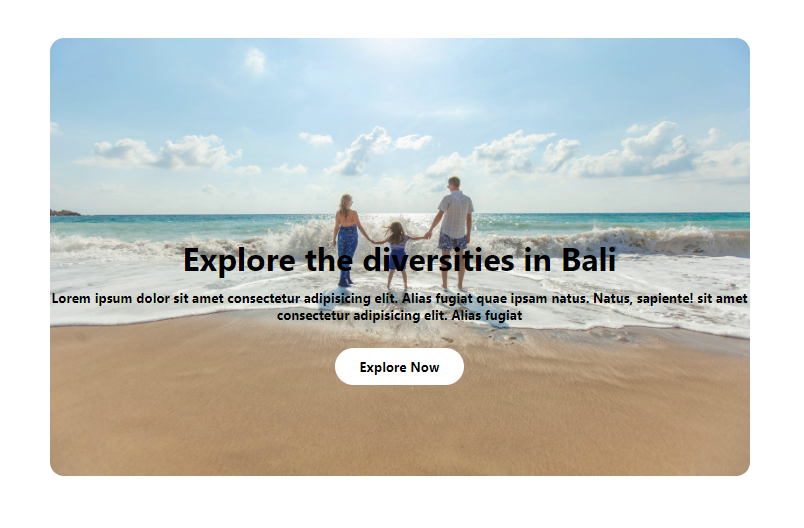 Explore the diversities in Bali
Lorem ipsum dolor sit amet consectetur adipisicing elit. Alias fugiat quae ipsam natus. Natus, sapiente! sit amet
consectetur adipisicing elit. Alias fugiat
Explore Now